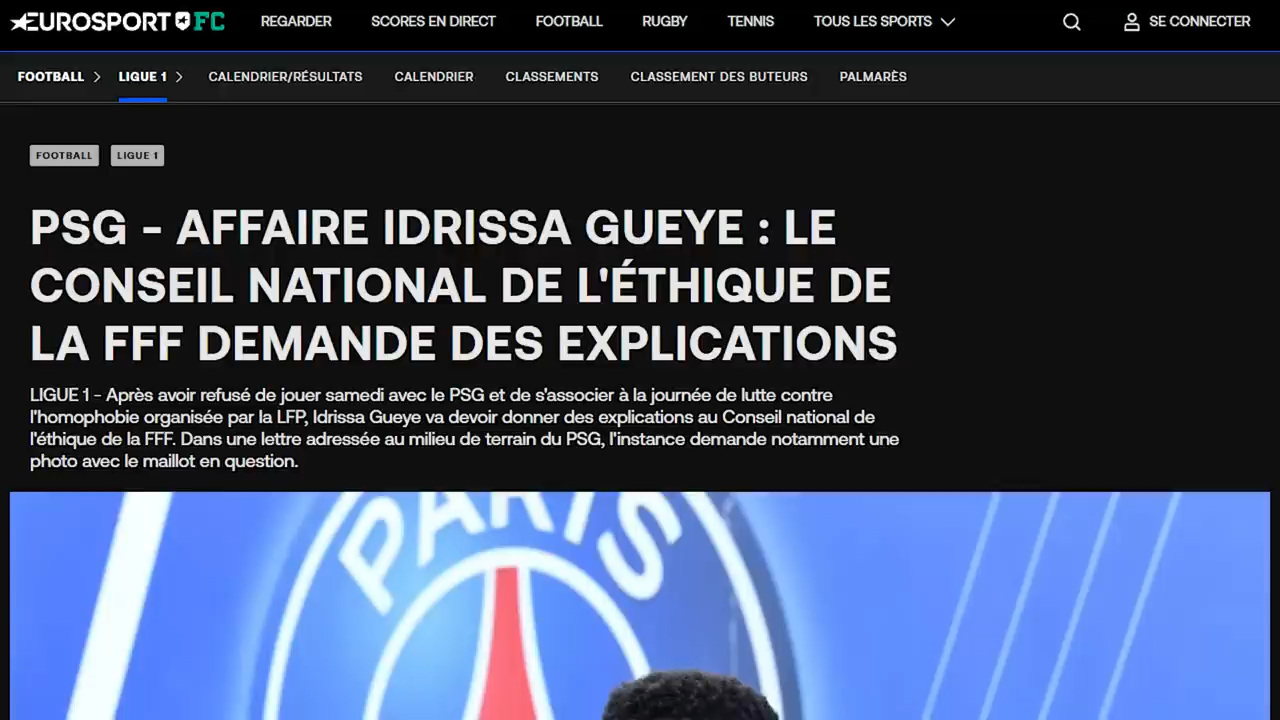 EUROSPORT FC REGARDER SCORES EN DIRECT FOOTBALL RUGBY TENNIS TOUS LES SPORTS SE CONNECTER
FOOTBALL LIGUE 1 CALENDRIER/RÉSULTATS CALENDRIER CLASSEMENTS CLASSEMENT DES BUTEURS PALMARÈS
FOOTBALL LIGUE 1
PSG - AFFAIRE IDRISSA GUEYE : LE
CONSEIL NATIONAL DE L'ÉTHIQUE DE
LA FFF DEMANDE DES EXPLICATIONS
LIGUE 1 - Après avoir refusé de jouer samedi avec le PSG et de s'associer à la journée de lutte contre
l'homophobie organisée par la LFP, Idrissa Gueye va devoir donner des explications au Conseil national de
l'éthique de la FFF. Dans une lettre adressée au milieu de terrain du PSG, l'instance demande notamment une
photo avec le maillot en question.
PARIS